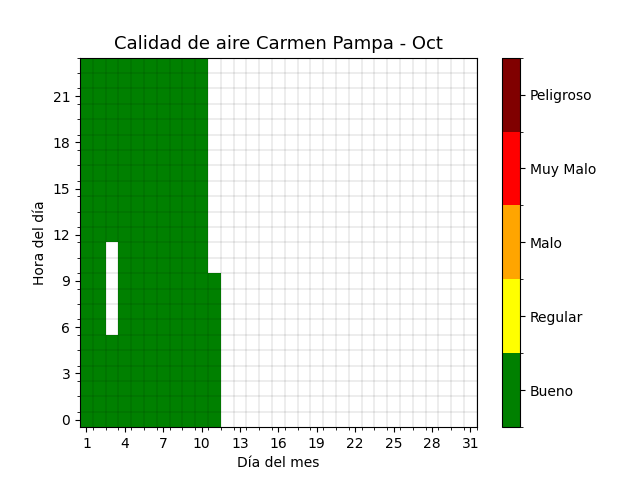 Calidad de aire Carmen Pampa - Oct
Hora del día
21
18
15
12
9
6
3
0
1 4 7 10 13 16 19 22 25 28 31
Día del mes
Peligroso
Muy Malo
Malo
Regular
Bueno